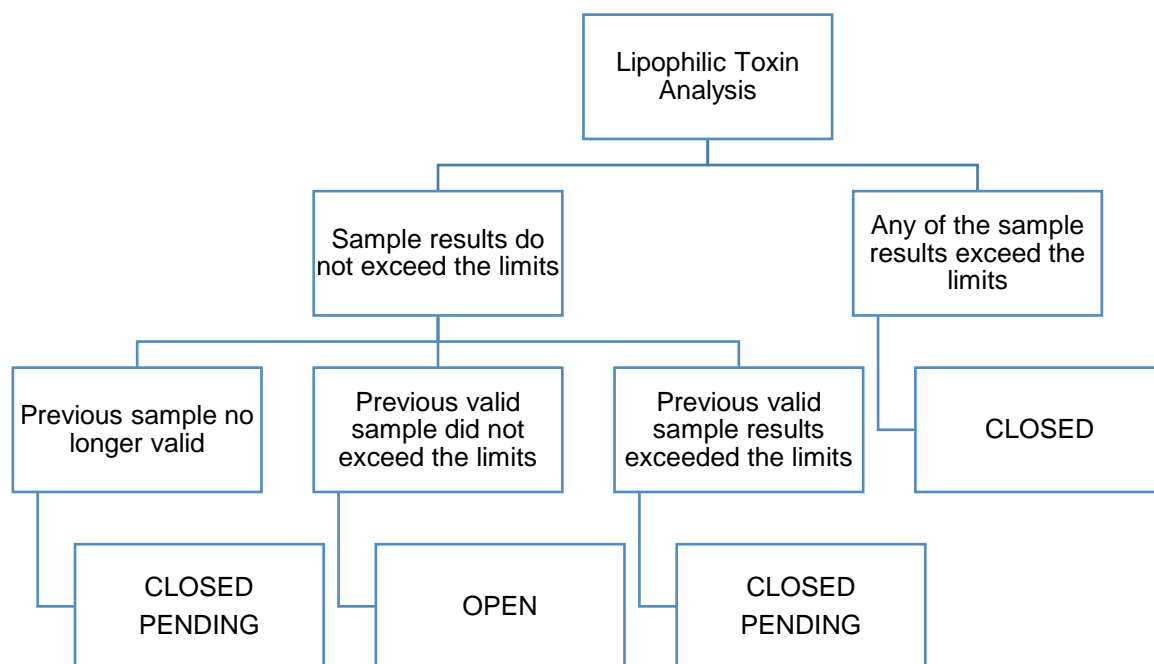 Lipophilic Toxin
Analysis
Sample results do
not exceed the limits
Any of the sample
results exceed the
limits
Previous sample no
longer valid
Previous valid
sample did not
exceed the limits
Previous valid
sample results
exceeded the limits
CLOSED
CLOSED
PENDING
OPEN
CLOSED
PENDING